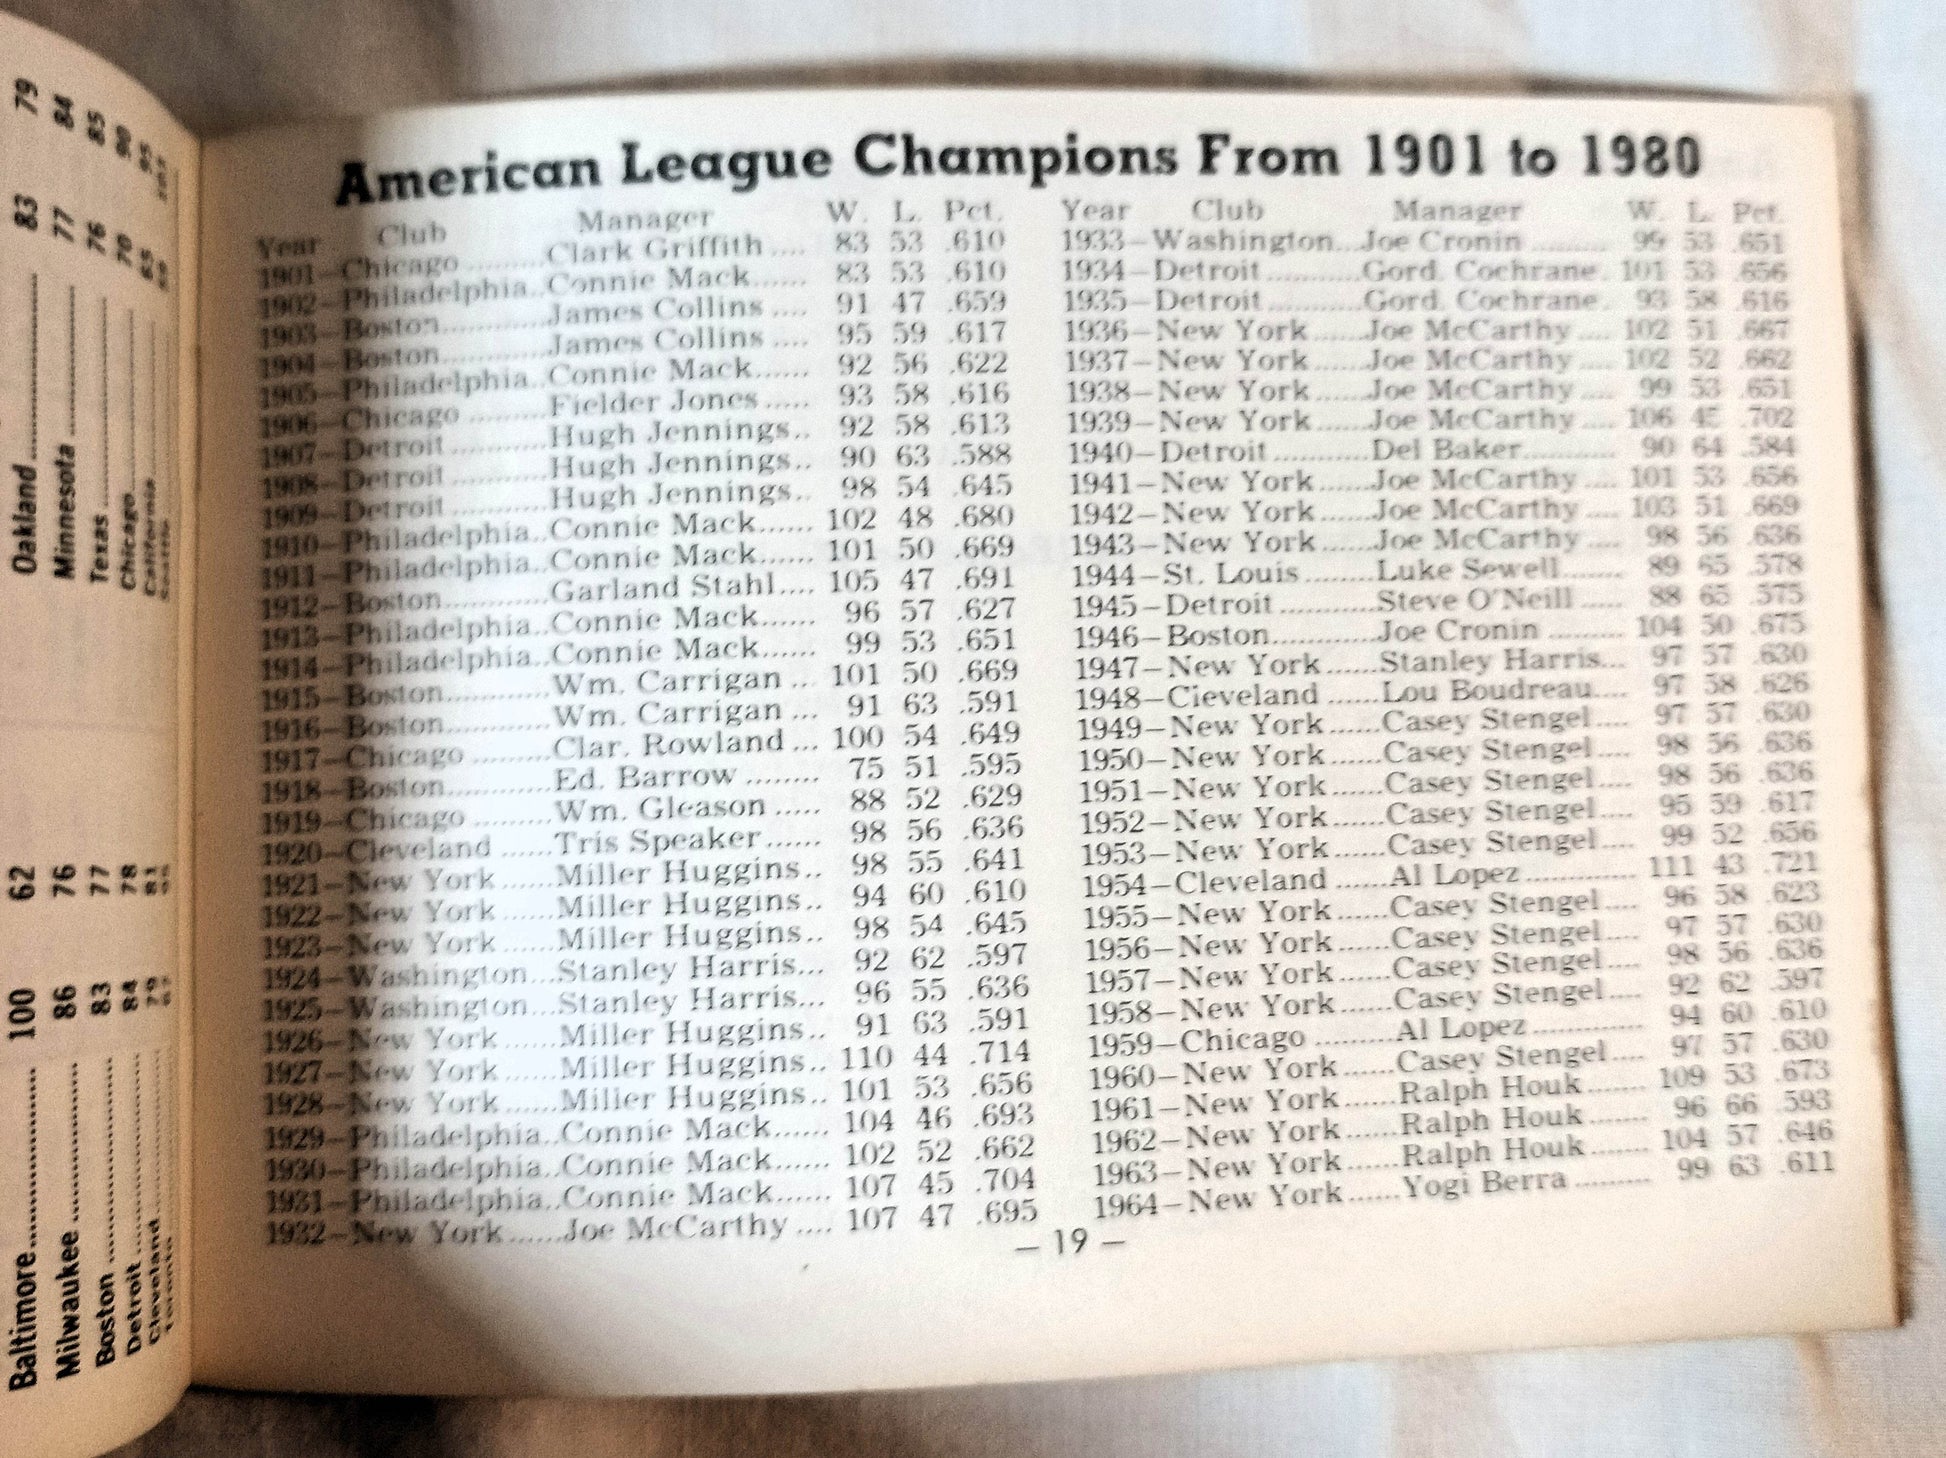 Baltimore.................... 100 62 Oakland.................... 83 79
Milwaukee.................... 86 76 Minnesota.................... 77 84
Boston.................... 83 77 Texas.................... 76 85
Detroit.................... 84 78 Chicago.................... 70 90
Cleveland.................... 79 81 California.................... 65 95
Toronto.................... 67 Seattle.................... 59
American League Champions From 1901 to 1980
Year Club Manager W. L. Pct.
1901—Chicago .........Clark Griffith .... 83 53 .610
1902—Philadelphia..Connie Mack...... 83 53 .610
1903—Boston............James Collins .... 91 47 .659
1904—Boston............James Collins .... 95 59 .617
1905—Philadelphia..Connie Mack...... 92 56 .622
1906—Chicago .........Fielder Jones ..... 93 58 .616
1907—Detroit...........Hugh Jennings.. 92 58 .613
1908—Detroit ...........Hugh Jennings.. 90 63 .588
1909—Detroit ...........Hugh Jennings.. 98 54 .645
1910—Philadelphia..Connie Mack...... 102 48 .680
1911—Philadelphia..Connie Mack...... 101 50 .669
1912—Boston............Garland Stahl.... 105 47 .691
1913—Philadelphia..Connie Mack...... 96 57 .627
1914—Philadelphia..Connie Mack...... 99 53 .651
1915—Boston............Wm. Carrigan ... 101 50 .669
1916—Boston............Wm. Carrigan ... 91 63 .591
1917—Chicago .........Clar. Rowland ... 100 54 .649
1918—Boston............Ed. Barrow ........ 75 51 .595
1919—Chicago .........Wm. Gleason ..... 88 52 .629
1920—Cleveland ......Tris Speaker...... 98 56 .636
1921—New York ......Miller Huggins.. 98 55 .641
1922—New York ......Miller Huggins.. 94 60 .610
1923—New York ......Miller Huggins.. 98 54 .645
1924—Washington...Stanley Harris... 92 62 .597
1925—Washington...Stanley Harris... 96 55 .636
1926—New York ......Miller Huggins.. 91 63 .591
1927—New York ......Miller Huggins.. 110 44 .714
1928—New York ......Miller Huggins.. 101 53 .656
1929—Philadelphia..Connie Mack...... 104 46 .693
1930—Philadelphia..Connie Mack...... 102 52 .662
1931—Philadelphia..Connie Mack...... 107 45 .704
1932—New York......Joe McCarthy .... 107 47 .695
Year Club Manager W. L. Pct.
1933—Washington...Joe Cronin ......... 99 53 .651
1934—Detroit...........Gord. Cochrane. 101 53 .656
1935—Detroit...........Gord. Cochrane. 93 58 .616
1936—New York ......Joe McCarthy .... 102 51 .667
1937—New York ......Joe McCarthy .... 102 52 .662
1938—New York ......Joe McCarthy .... 99 53 .651
1939—New York ......Joe McCarthy .... 106 45 .702
1940—Detroit ...........Del Baker........... 90 64 .584
1941—New York ......Joe McCarthy .... 101 53 .656
1942—New York ......Joe McCarthy .... 103 51 .669
1943—New York ......Joe McCarthy .... 98 56 .636
1944—St. Louis ........Luke Sewell....... 89 65 .578
1945—Detroit ...........Steve O'Neill ..... 88 65 .575
1946—Boston............Joe Cronin ......... 104 50 .675
1947—New York ......Stanley Harris... 97 57 .630
1948—Cleveland ......Lou Boudreau.... 97 58 .626
1949—New York ......Casey Stengel.... 97 57 .630
1950—New York ......Casey Stengel.... 98 56 .636
1951—New York ......Casey Stengel.... 98 56 .636
1952—New York ......Casey Stengel.... 95 59 .617
1953—New York ......Casey Stengel.... 99 52 .656
1954—Cleveland ......Al Lopez ............. 111 43 .721
1955—New York ......Casey Stengel.... 96 58 .623
1956—New York ......Casey Stengel.... 97 57 .630
1957—New York ......Casey Stengel.... 98 56 .636
1958—New York ......Casey Stengel.... 92 62 .597
1959—Chicago .........Al Lopez ............. 94 60 .610
1960—New York ......Casey Stengel.... 97 57 .630
1961—New York ......Ralph Houk ....... 109 53 .673
1962—New York ......Ralph Houk ....... 96 66 .593
1963—New York ......Ralph Houk ....... 104 57 .646
1964—New York ......Yogi Berra ......... 99 63 .611
— 19 —